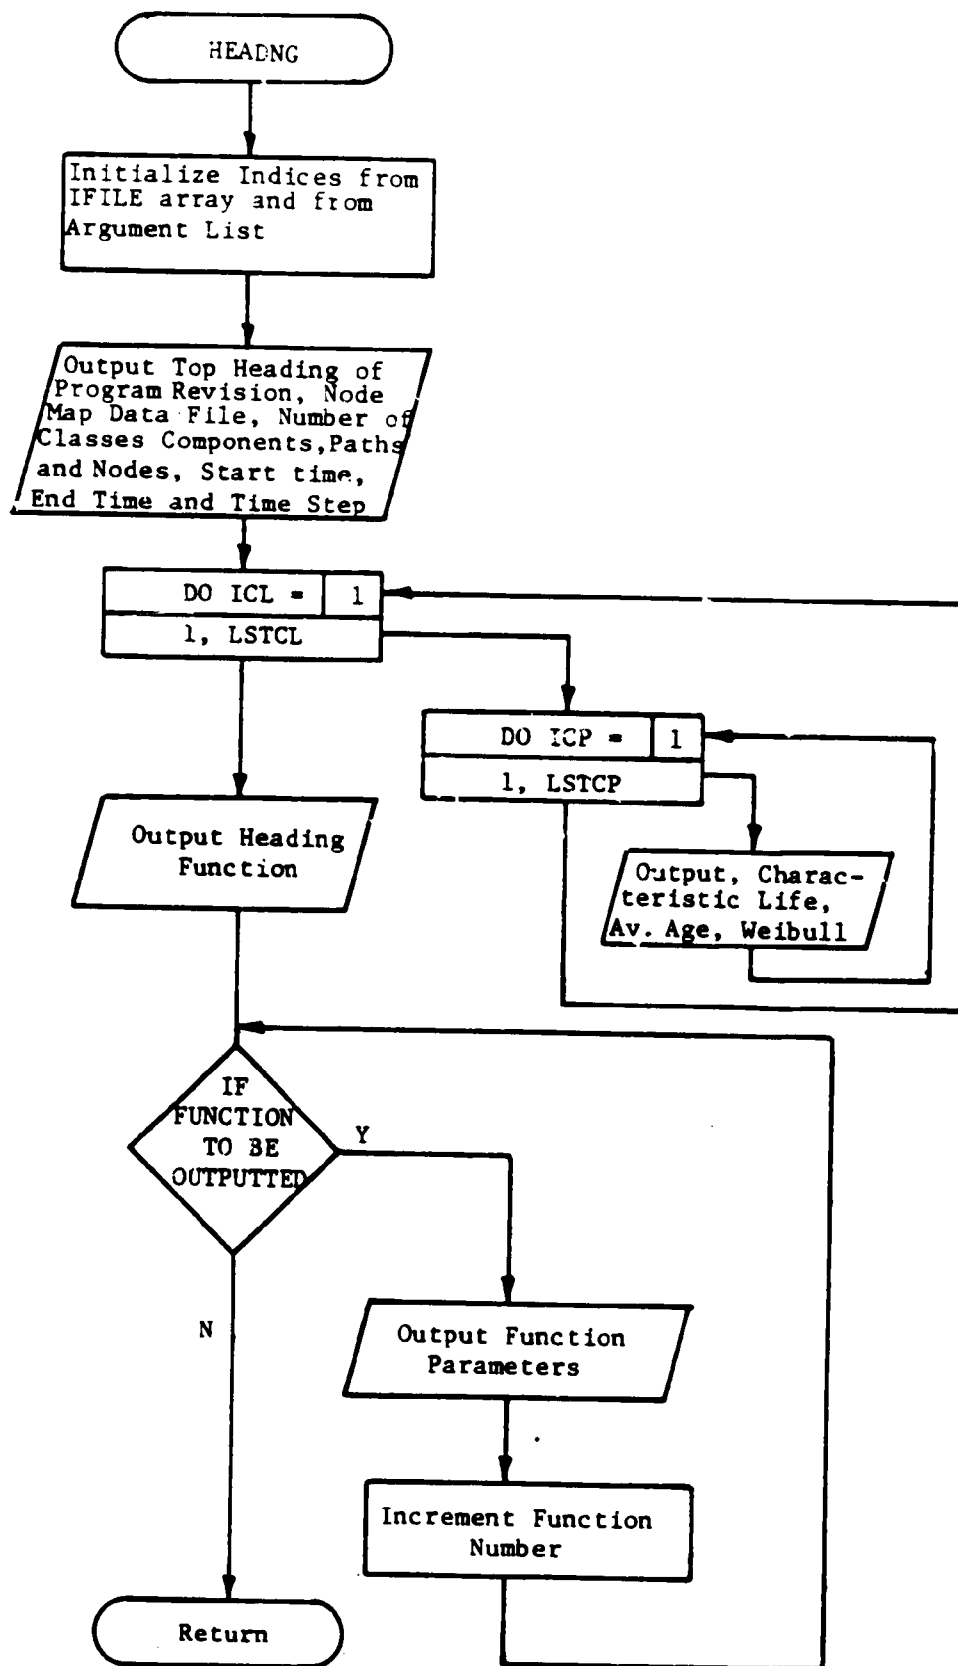 HEADNG
Initialize Indices from
IFILE array and from
Argument List
Output Top Heading of
Program Revision, Node
Map Data File, Number of
Classes Components,Paths
and Nodes, Start time,
End Time and Time Step
DO ICL = 1
1, LSTCL
DO ICP = 1
1, LSTCP
Output Heading
Function
Output, Charac-
teristic Life,
Av. Age, Weibull
IF
FUNCTION
TO BE
OUTPUTTED
Y
N
Output Function
Parameters
Increment Function
Number
Return